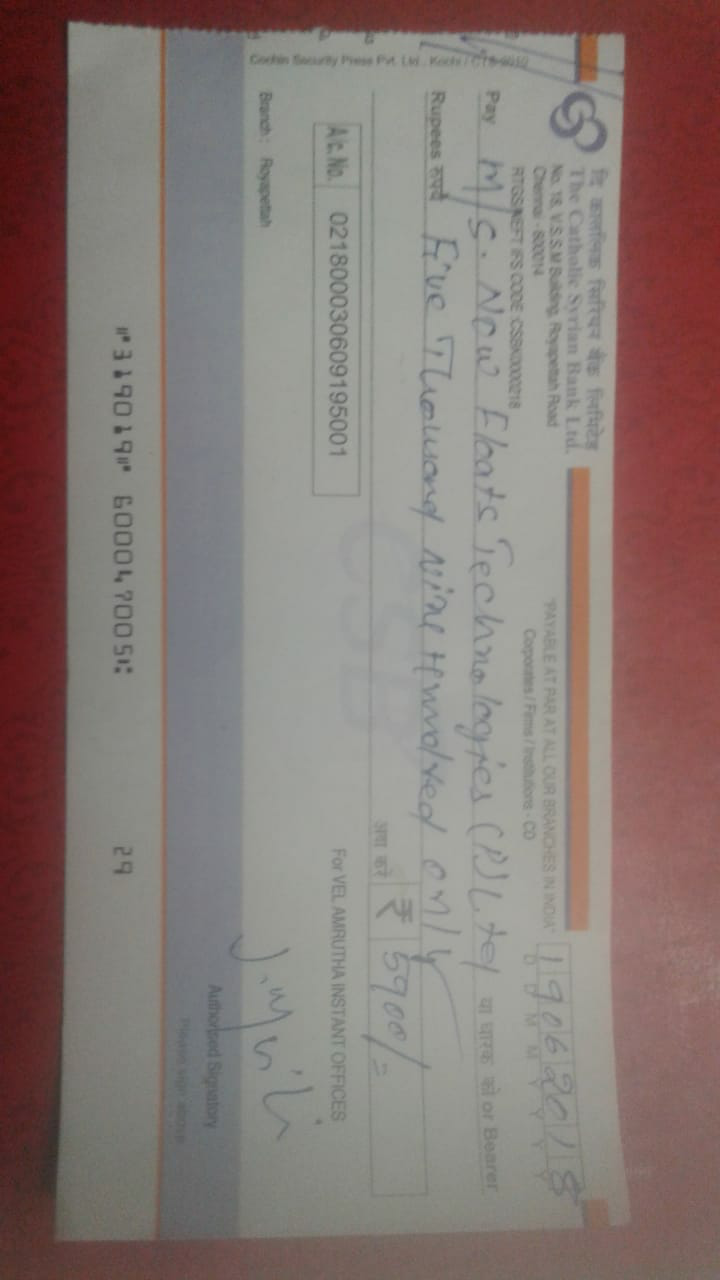 दि काथलिक सिरियन बैंक लिमिटेड
The Catholic Syrian Bank Ltd.
No. 18, V.S.S.M Building, Royapettah Road
Chennai - 600014
RTGS/NEFT IFS CODE :CSBK0000218
"PAYABLE AT PAR AT ALL OUR BRANCHES IN INDIA"
Corporates / Firms / Institutions - CD
19062018
D D M M Y Y Y Y
Pay M/S. Now Floats Technologies (P) Ltd या धारक को or Bearer
Rupees रुपये Five Thousand nine Hundred only
अदा करें ₹ 5900/=
A/c. No. 021800030609195001
For VEL AMRUTHA INSTANT OFFICES
Branch : Royapettah
Authorised Signatory
Please sign above
Cochin Security Press Pvt. Ltd., Kochi / CTS-2010
⑈319019⑈ 600047005⑆ 29